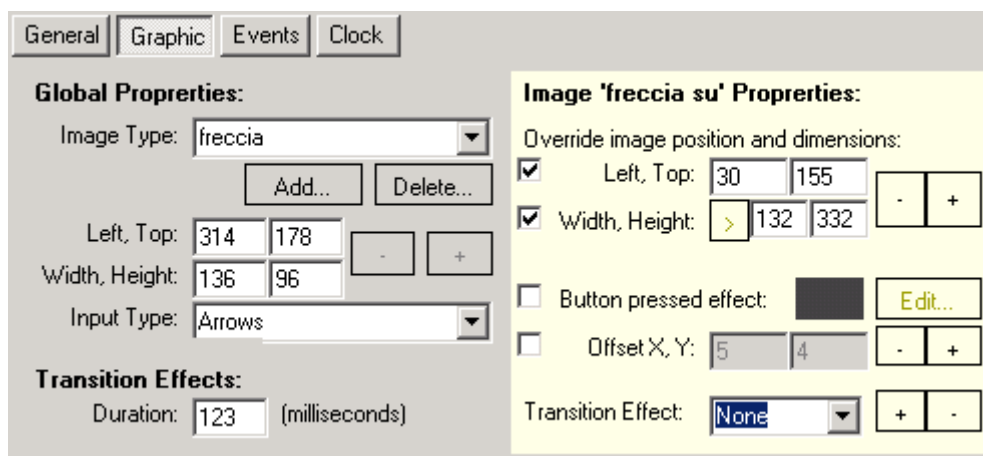 General Graphic Events Clock
Global Proprerties:
Image Type: freccia
Add... Delete...
Left, Top: 314 178
- +
Width, Height: 136 96
Input Type: Arrows
Transition Effects:
Duration: 123 (milliseconds)
Image 'freccia su' Proprerties:
Override image position and dimensions:
Left, Top: 30 155
- +
Width, Height: > 132 332
Button pressed effect: Edit...
Offset X, Y: 5 4 - +
Transition Effect: None + -